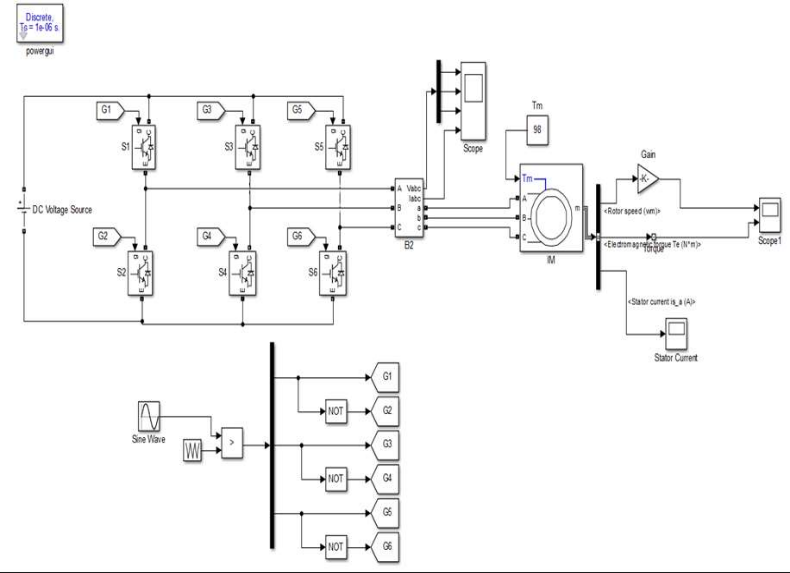 Discrete,
Ts = 1e-06 s.
powergui
G1
G3
G5
g
C
E
S1
g
C
E
S3
g
C
E
S5
DC Voltage Source
+
G2
G4
G6
g
C
E
S2
g
C
E
S4
g
C
E
S6
A
B
C
Vabc
Iabc
a
b
c
B2
Scope
Tm
98
Tm
A
B
C
m
IM
Gain
-K-
<Rotor speed (wm)>
<Electromagnetic torque Te (N*m)>
Torque
Scope1
<Stator current is_a (A)>
Stator Current
Sine Wave
>
G1
NOT
G2
G3
NOT
G4
G5
NOT
G6